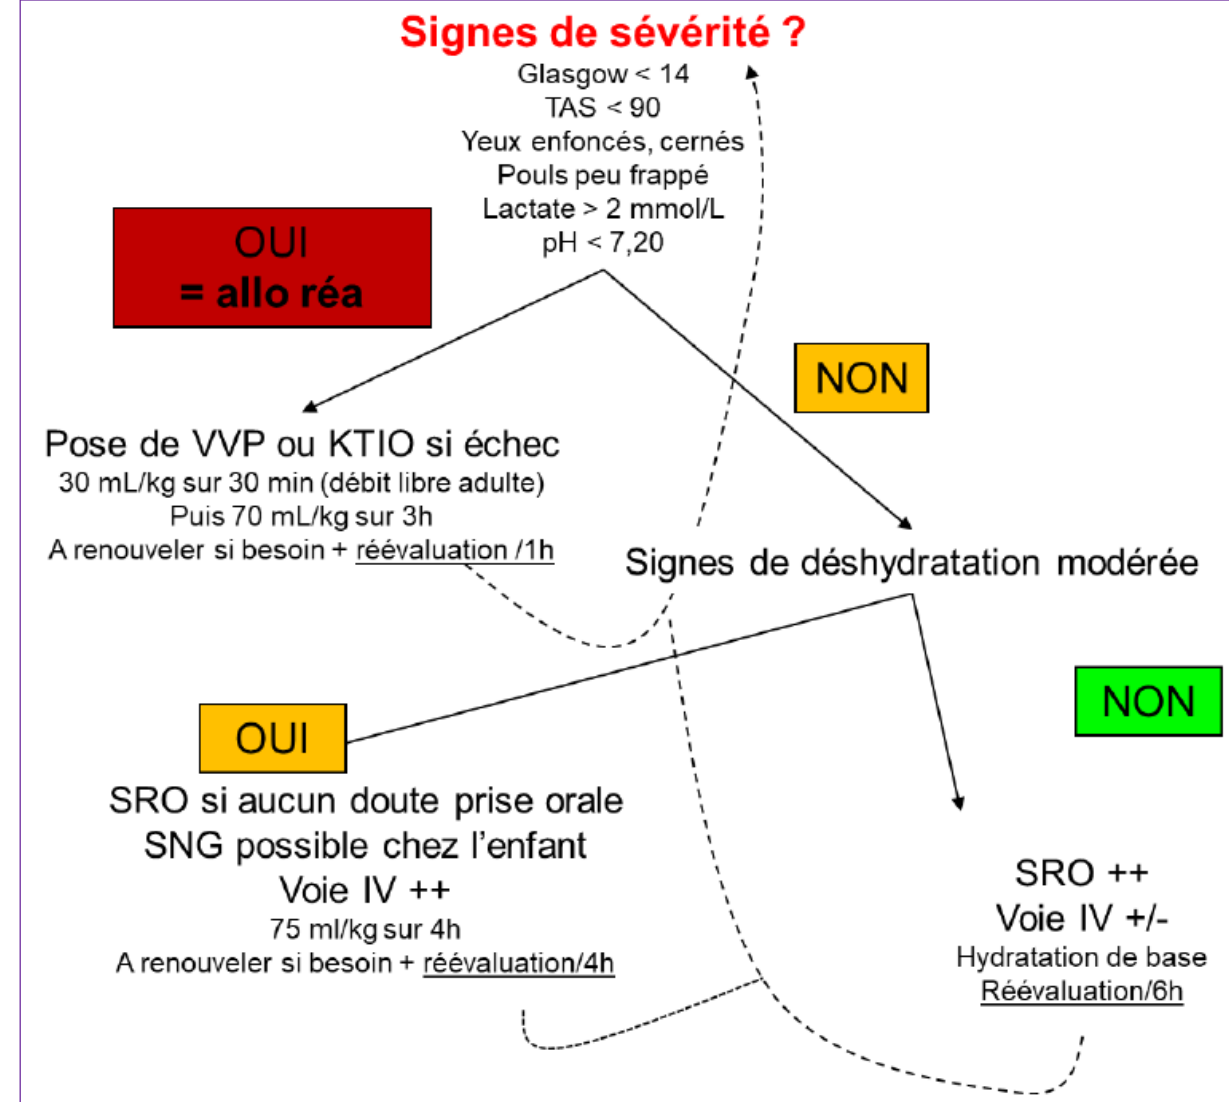 Signes de sévérité ?
Glasgow < 14
TAS < 90
Yeux enfoncés, cernés
Pouls peu frappé
Lactate > 2 mmol/L
pH < 7,20
OUI
= allo réa
NON
Pose de VVP ou KTIO si échec
30 mL/kg sur 30 min (débit libre adulte)
Puis 70 mL/kg sur 3h
A renouveler si besoin + réévaluation /1h
Signes de déshydratation modérée
OUI
SRO si aucun doute prise orale
SNG possible chez l'enfant
Voie IV ++
75 ml/kg sur 4h
A renouveler si besoin + réévaluation/4h
NON
SRO ++
Voie IV +/-
Hydratation de base
Réévaluation/6h